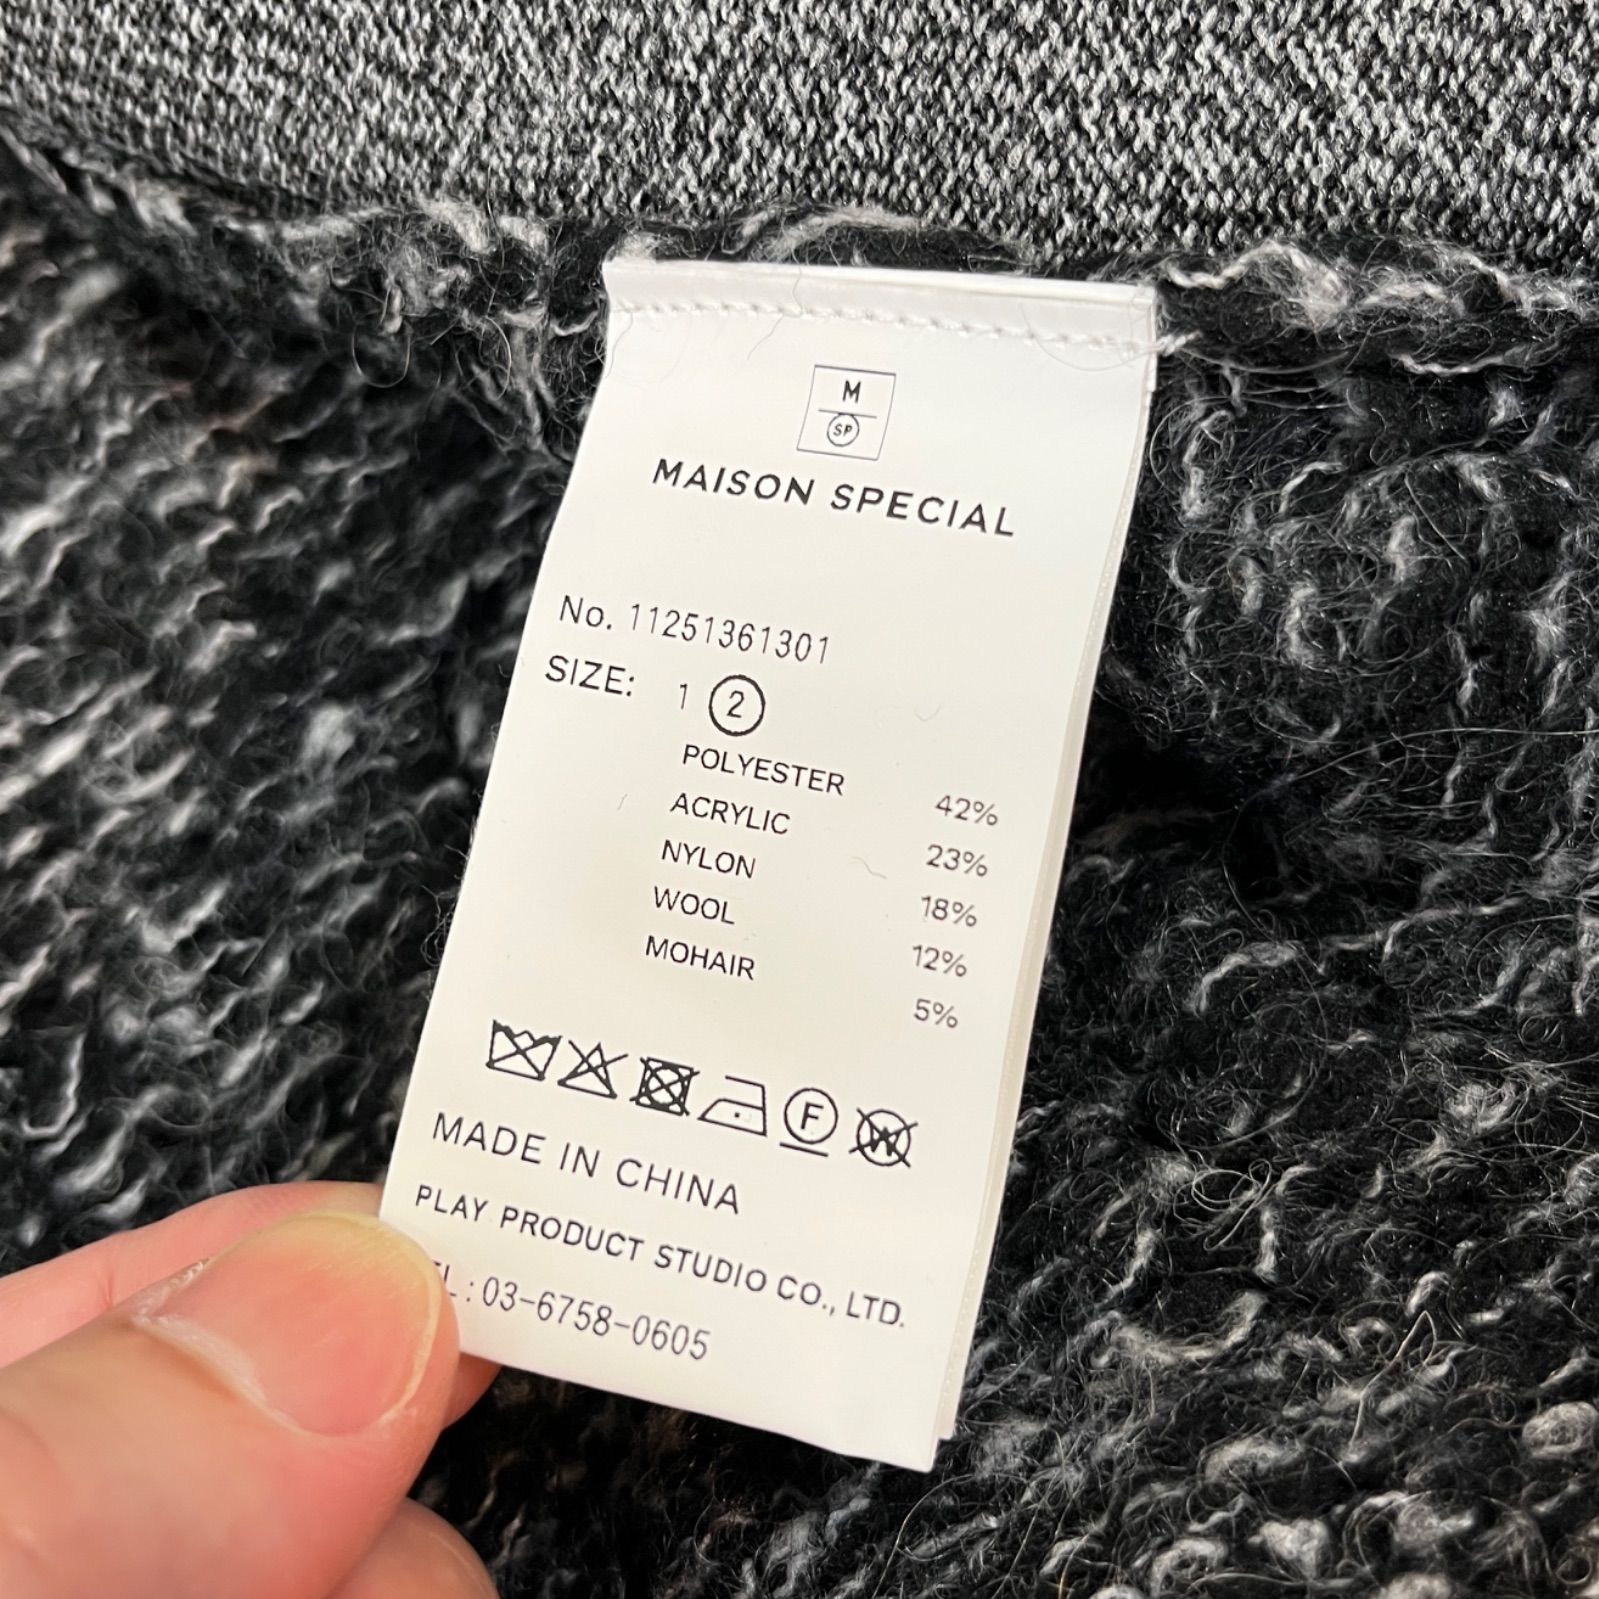 M
SP
MAISON SPECIAL
No. 11251361301
SIZE: 1 2
POLYESTER 42%
ACRYLIC 23%
NYLON 18%
WOOL 12%
MOHAIR 5%
F W
MADE IN CHINA
PLAY PRODUCT STUDIO CO., LTD.
03-6758-0605